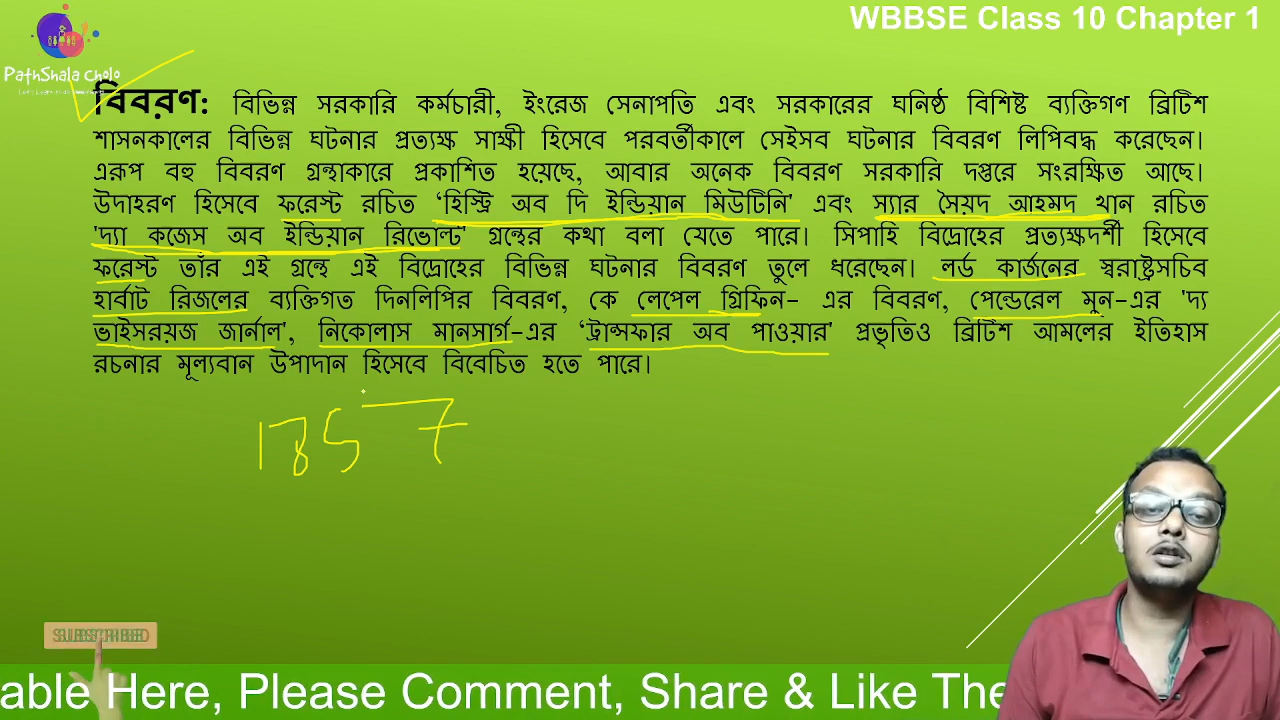 WBBSE Class 10 Chapter 1
PathShala Cholo
বিবরণ: বিভিন্ন সরকারি কর্মচারী, ইংরেজ সেনাপতি এবং সরকারের ঘনিষ্ঠ বিশিষ্ট ব্যক্তিগণ ব্রিটিশ
শাসনকালের বিভিন্ন ঘটনার প্রত্যক্ষ সাক্ষী হিসেবে পরবর্তীকালে সেইসব ঘটনার বিবরণ লিপিবদ্ধ করেছেন।
এরূপ বহু বিবরণ গ্রন্থাকারে প্রকাশিত হয়েছে, আবার অনেক বিবরণ সরকারি দপ্তরে সংরক্ষিত আছে।
উদাহরণ হিসেবে ফরেস্ট রচিত ‘হিস্ট্রি অব দি ইন্ডিয়ান মিউটিনি' এবং স্যার সৈয়দ আহমদ খান রচিত
'দ্যা কজেস অব ইন্ডিয়ান রিভোল্ট' গ্রন্থের কথা বলা যেতে পারে। সিপাহি বিদ্রোহের প্রত্যক্ষদর্শী হিসেবে
ফরেস্ট তাঁর এই গ্রন্থে এই বিদ্রোহের বিভিন্ন ঘটনার বিবরণ তুলে ধরেছেন। লর্ড কার্জনের স্বরাষ্ট্রসচিব
হার্বাট রিজলের ব্যক্তিগত দিনলিপির বিবরণ, কে লেপেল গ্রিফিন– এর বিবরণ, পেন্ডেরেল মুন–এর 'দ্য
ভাইসরয়জ জার্নাল', নিকোলাস মানসার্গ–এর ‘ট্রান্সফার অব পাওয়ার' প্রভৃতিও ব্রিটিশ আমলের ইতিহাস
রচনার মূল্যবান উপাদান হিসেবে বিবেচিত হতে পারে।
1857
able Here, Please Comment, Share & Like The